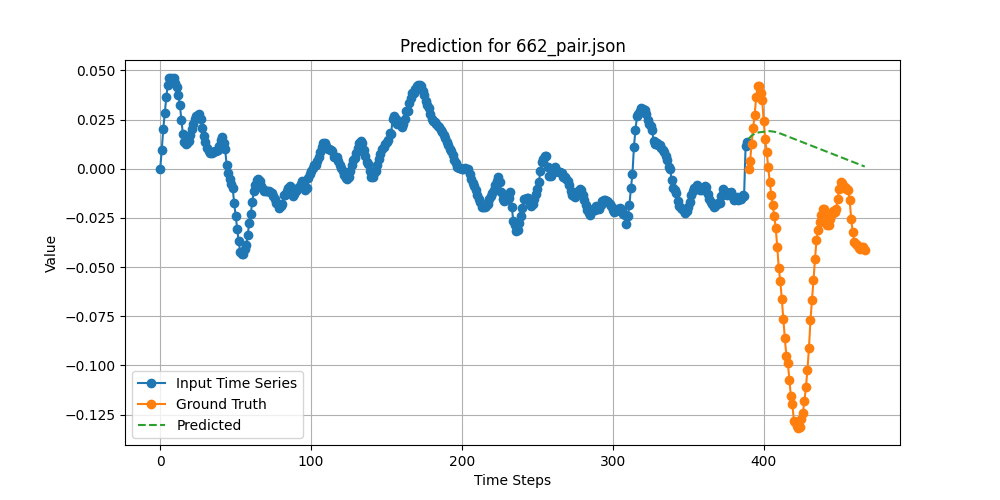 Prediction for 662_pair.json
0.050
0.025
0.000
−0.025
−0.050
−0.075
−0.100
−0.125
Value
Input Time Series
Ground Truth
Predicted
0 100 200 300 400
Time Steps